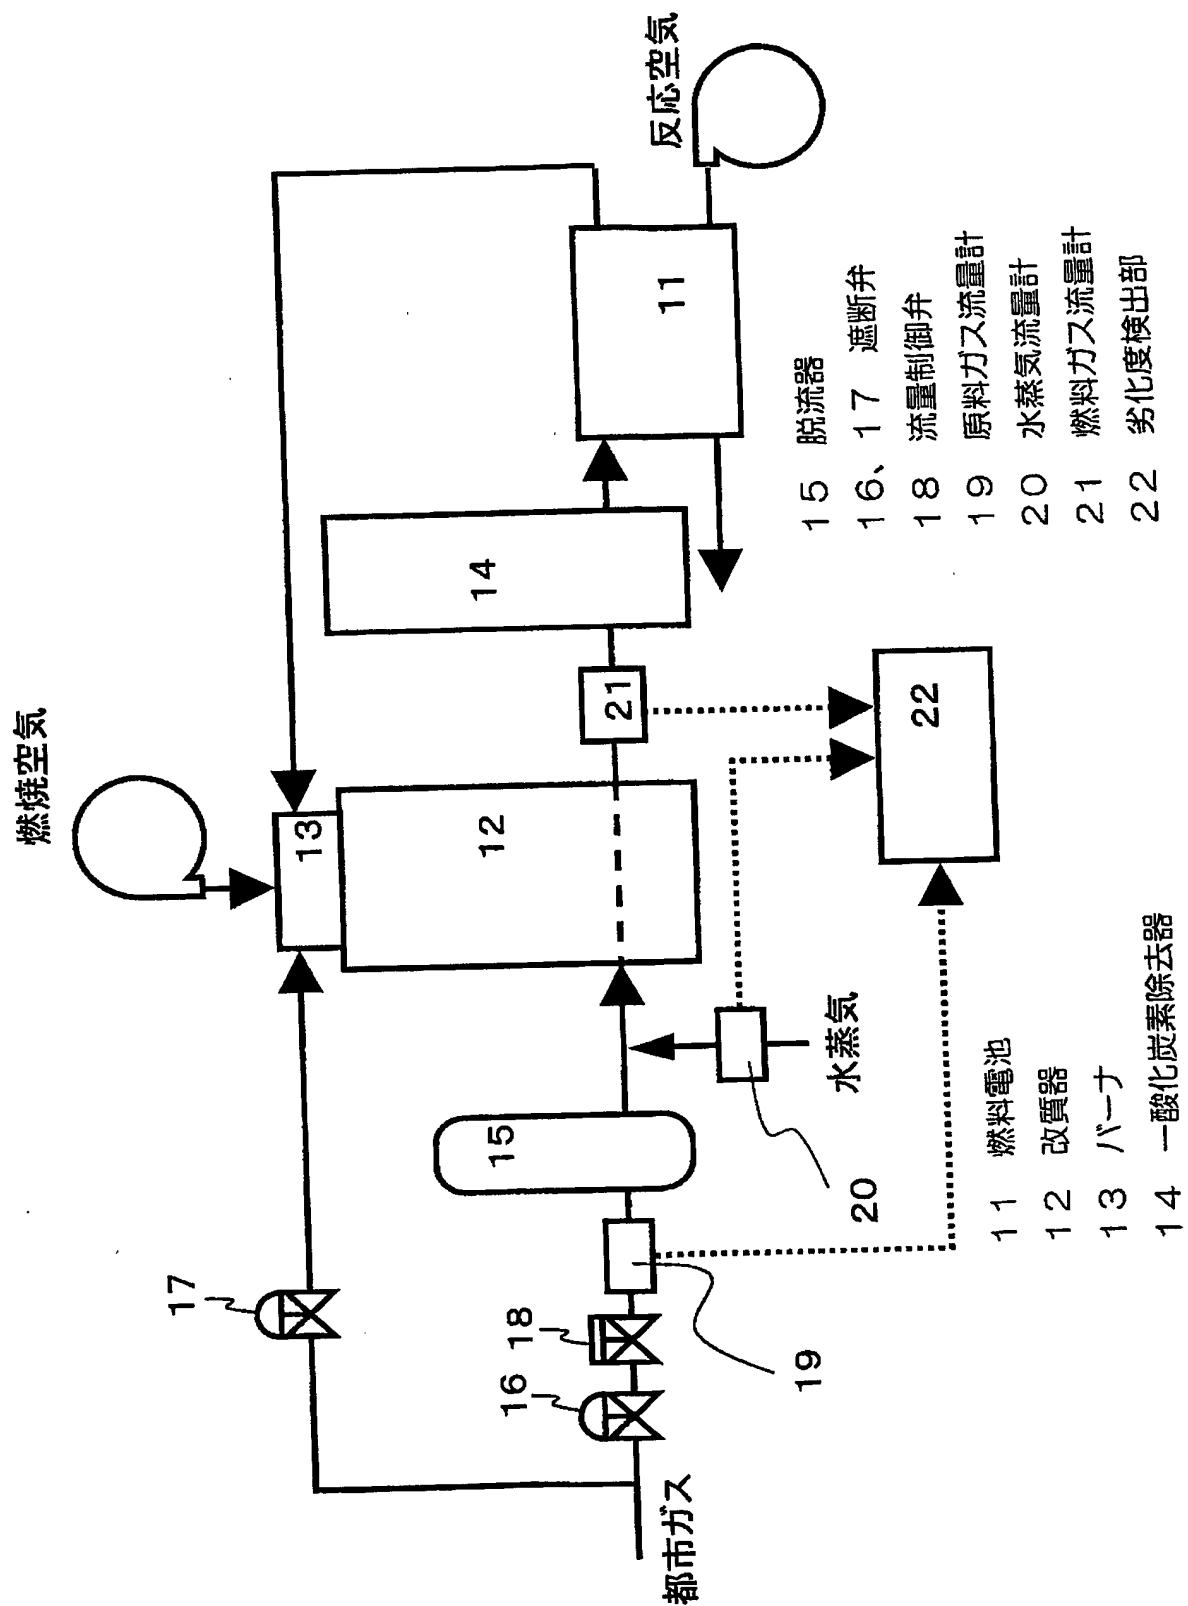 都市ガス
16
18
19
17
15
20
水蒸気
燃焼空気
13
12
21
14
22
11
反応空気
11 燃料電池
12 改質器
13 バーナ
14 一酸化炭素除去器
15 脱流器
16、17 遮断弁
18 流量制御弁
19 原料ガス流量計
20 水蒸気流量計
21 燃料ガス流量計
22 劣化度検出部